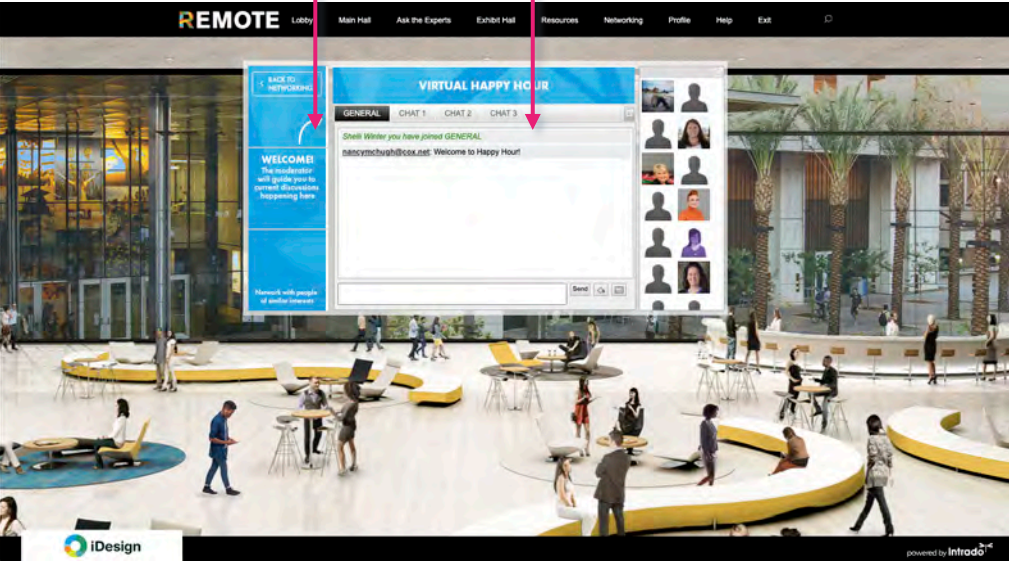 REMOTE Lobby Main Hall Ask the Experts Exhibit Hall Resources Networking Profile Help Exit
BACK TO
NETWORKING
VIRTUAL HAPPY HOUR
GENERAL CHAT 1 CHAT 2 CHAT 3
Shelli Winter you have joined GENERAL
nancymchugh@cox.net: Welcome to Happy Hour!
WELCOME!
The moderator
will guide you to
current discussions
happening here
Network with people
of similar interests
Send
iDesign
powered by Intrado